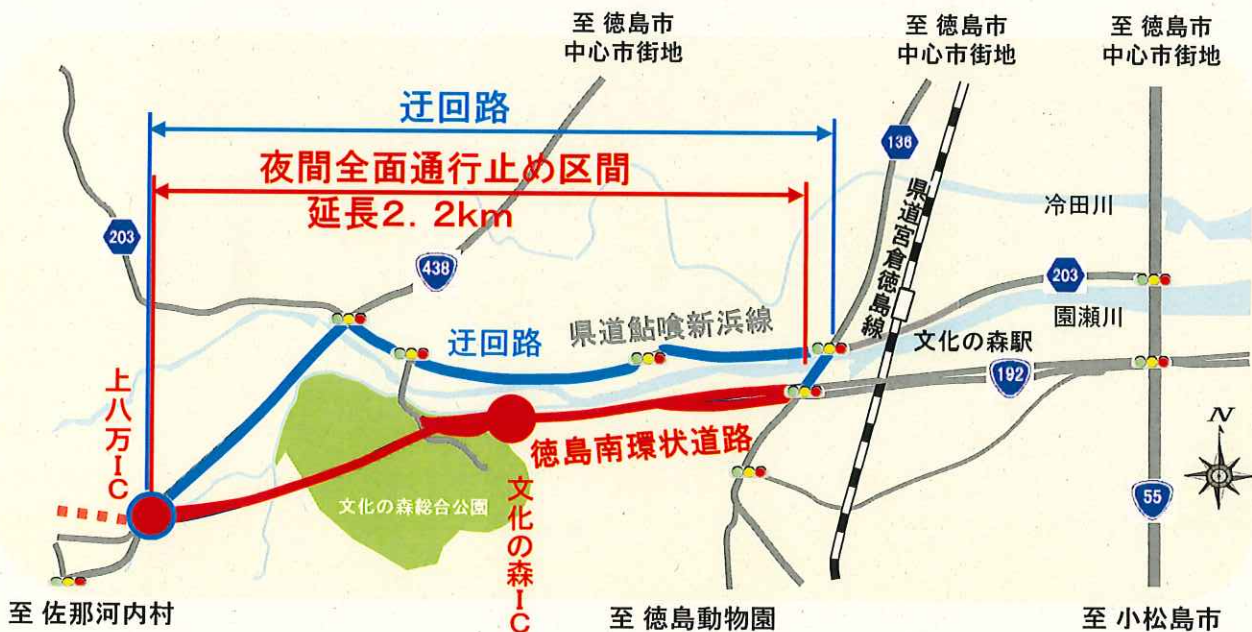 至 徳島市
中心市街地
至 徳島市
中心市街地
至 徳島市
中心市街地
迂回路
136
夜間全面通行止め区間
延長2.2km
県道宮倉徳島線
冷田川
203
438
203
園瀬川
県道鮎喰新浜線
迂回路
文化の森駅
192
上八万IC
徳島南環状道路
N
文化の森総合公園
文化の森IC
55
至 佐那河内村
至 徳島動物園
至 小松島市